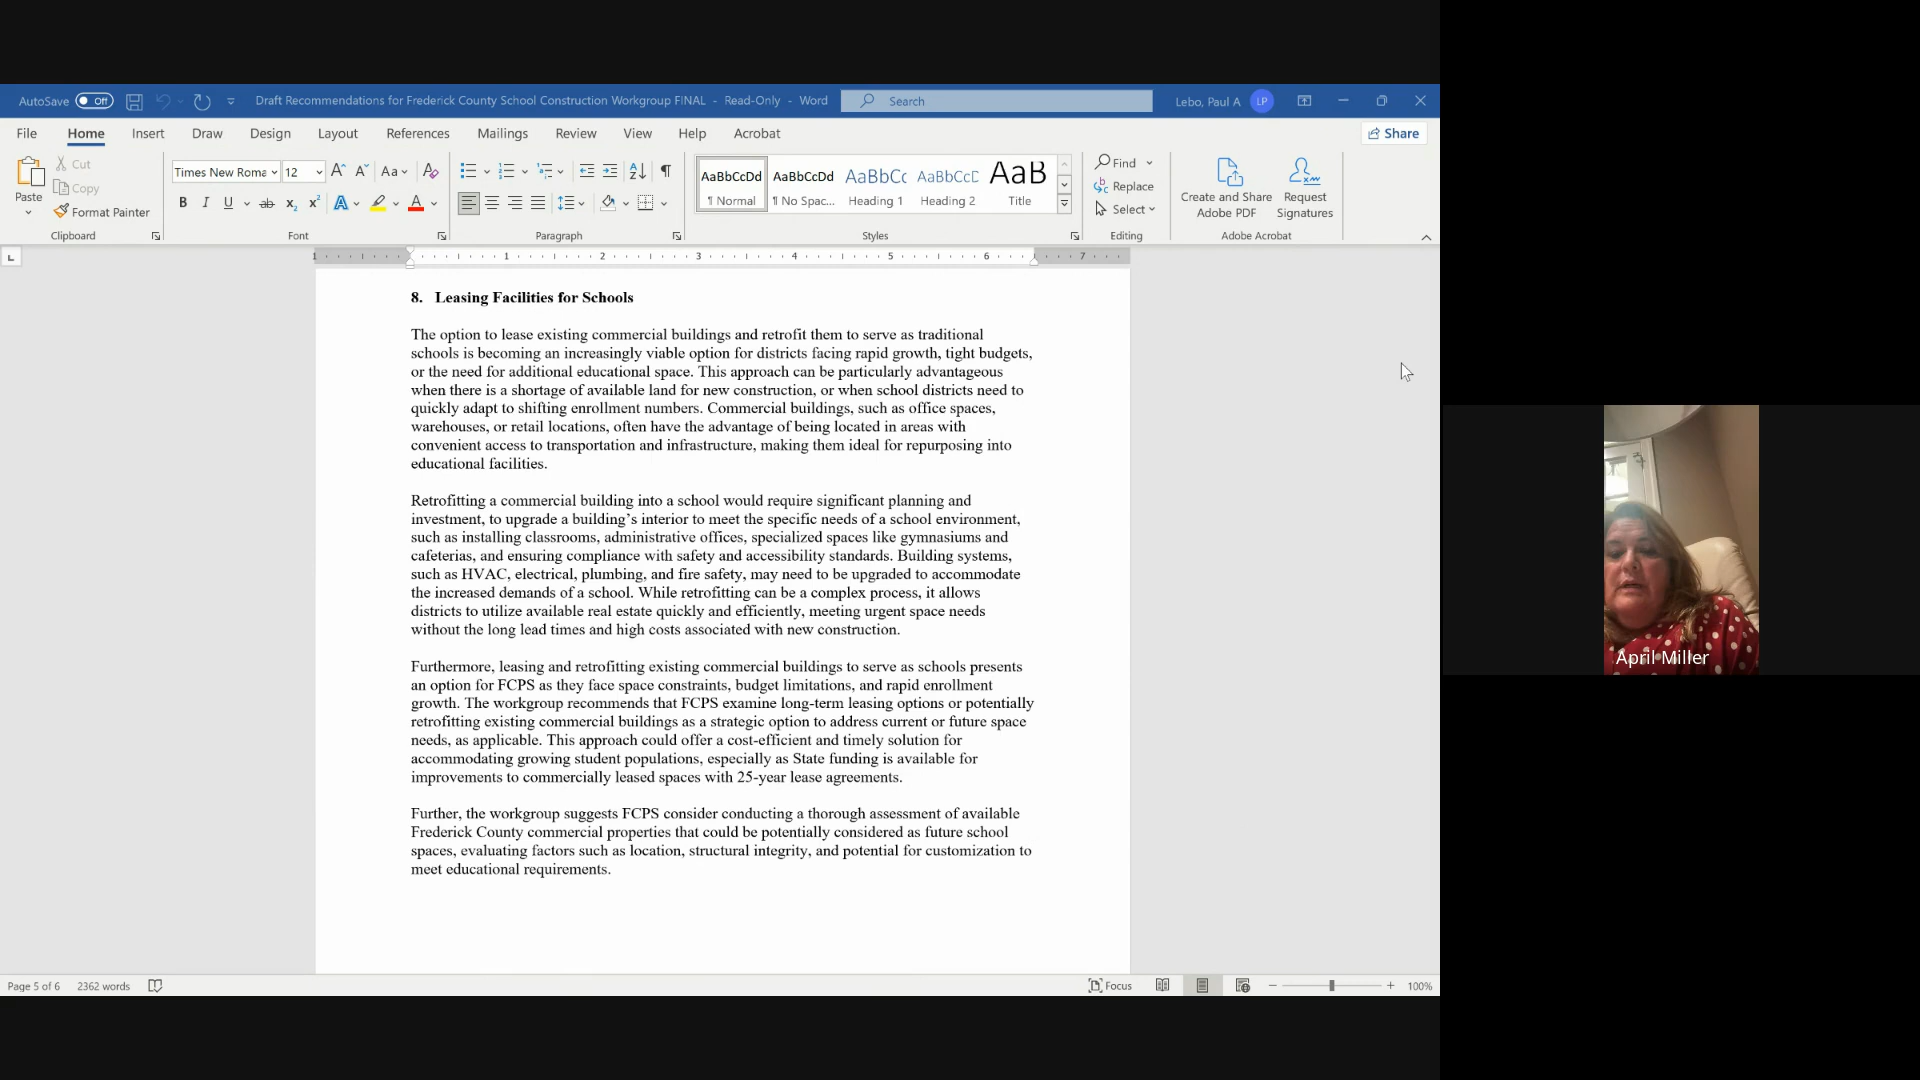 AutoSave Off Draft Recommendations for Frederick County School Construction Workgroup FINAL - Read-Only - Word Search Lebo, Paul A LP
File Home Insert Draw Design Layout References Mailings Review View Help Acrobat Share
Paste
Cut
Copy
Format Painter
Clipboard
Times New Roma 12
Font
Paragraph
AaBbCcDd AaBbCcDd AaBbCc AaBbCcD AaB
¶ Normal ¶ No Spac... Heading 1 Heading 2 Title
Styles
Find
Replace
Select
Editing
Create and Share
Adobe PDF
Request
Signatures
Adobe Acrobat
1 1 2 3 4 5 6 7
8. Leasing Facilities for Schools
The option to lease existing commercial buildings and retrofit them to serve as traditional
schools is becoming an increasingly viable option for districts facing rapid growth, tight budgets,
or the need for additional educational space. This approach can be particularly advantageous
when there is a shortage of available land for new construction, or when school districts need to
quickly adapt to shifting enrollment numbers. Commercial buildings, such as office spaces,
warehouses, or retail locations, often have the advantage of being located in areas with
convenient access to transportation and infrastructure, making them ideal for repurposing into
educational facilities.
Retrofitting a commercial building into a school would require significant planning and
investment, to upgrade a building's interior to meet the specific needs of a school environment,
such as installing classrooms, administrative offices, specialized spaces like gymnasiums and
cafeterias, and ensuring compliance with safety and accessibility standards. Building systems,
such as HVAC, electrical, plumbing, and fire safety, may need to be upgraded to accommodate
the increased demands of a school. While retrofitting can be a complex process, it allows
districts to utilize available real estate quickly and efficiently, meeting urgent space needs
without the long lead times and high costs associated with new construction.
Furthermore, leasing and retrofitting existing commercial buildings to serve as schools presents
an option for FCPS as they face space constraints, budget limitations, and rapid enrollment
growth. The workgroup recommends that FCPS examine long-term leasing options or potentially
retrofitting existing commercial buildings as a strategic option to address current or future space
needs, as applicable. This approach could offer a cost-efficient and timely solution for
accommodating growing student populations, especially as State funding is available for
improvements to commercially leased spaces with 25-year lease agreements.
Further, the workgroup suggests FCPS consider conducting a thorough assessment of available
Frederick County commercial properties that could be potentially considered as future school
spaces, evaluating factors such as location, structural integrity, and potential for customization to
meet educational requirements.
April Miller
Page 5 of 6 2362 words Focus 100%